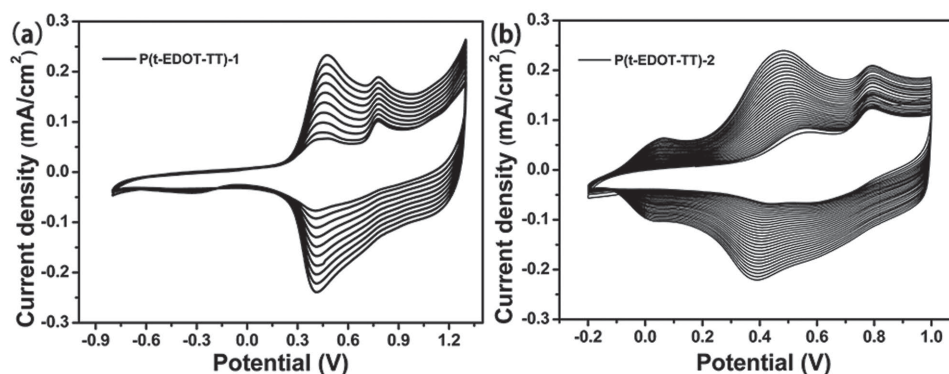 (a)
P(t-EDOT-TT)-1
Current density (mA/cm²)
0.3
0.2
0.1
0.0
-0.1
-0.2
-0.3
-0.9 -0.6 -0.3 0.0 0.3 0.6 0.9 1.2
Potential (V)
(b)
P(t-EDOT-TT)-2
Current density (mA/cm²)
0.3
0.2
0.1
0.0
-0.1
-0.2
-0.3
-0.2 0.0 0.2 0.4 0.6 0.8 1.0
Potential (V)